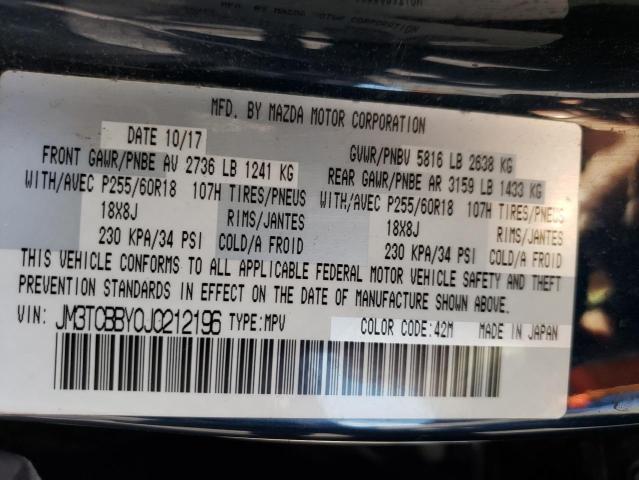 MAZDA MOTOR CORPORATION
MFD. BY MAZDA MOTOR CORPORATION
DATE 10/17
GVWR/PNBV 5816 LB 2638 KG
FRONT GAWR/PNBE AV 2736 LB 1241 KG
REAR GAWR/PNBE AR 3159 LB 1433 KG
WITH/AVEC P255/60R18 107H TIRES/PNEUS
WITH/AVEC P255/60R18 107H TIRES/PNEUS
18X8J RIMS/JANTES
18X8J RIMS/JANTES
230 KPA/34 PSI COLD/A FROID
230 KPA/34 PSI COLD/A FROID
THIS VEHICLE CONFORMS TO ALL APPLICABLE FEDERAL MOTOR VEHICLE SAFETY AND THEFT
PREVENTION STANDARDS IN EFFECT ON THE DATE OF MANUFACTURE SHOWN ABOVE.
VIN: JM3TCBBY0J0212196 TYPE:MPV
COLOR CODE:42M MADE IN JAPAN